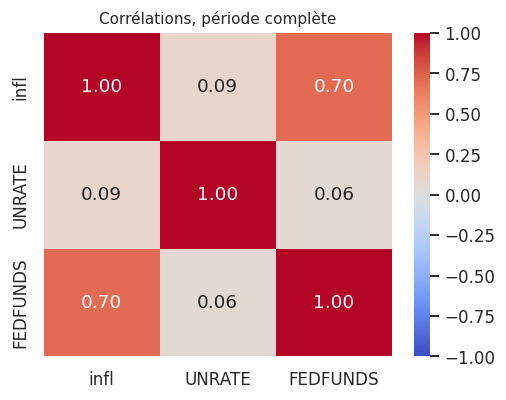 Corrélations, période complète
infl 1.00 0.09 0.70
UNRATE 0.09 1.00 0.06
FEDFUNDS 0.70 0.06 1.00
infl UNRATE FEDFUNDS
1.00
0.75
0.50
0.25
0.00
−0.25
−0.50
−0.75
−1.00